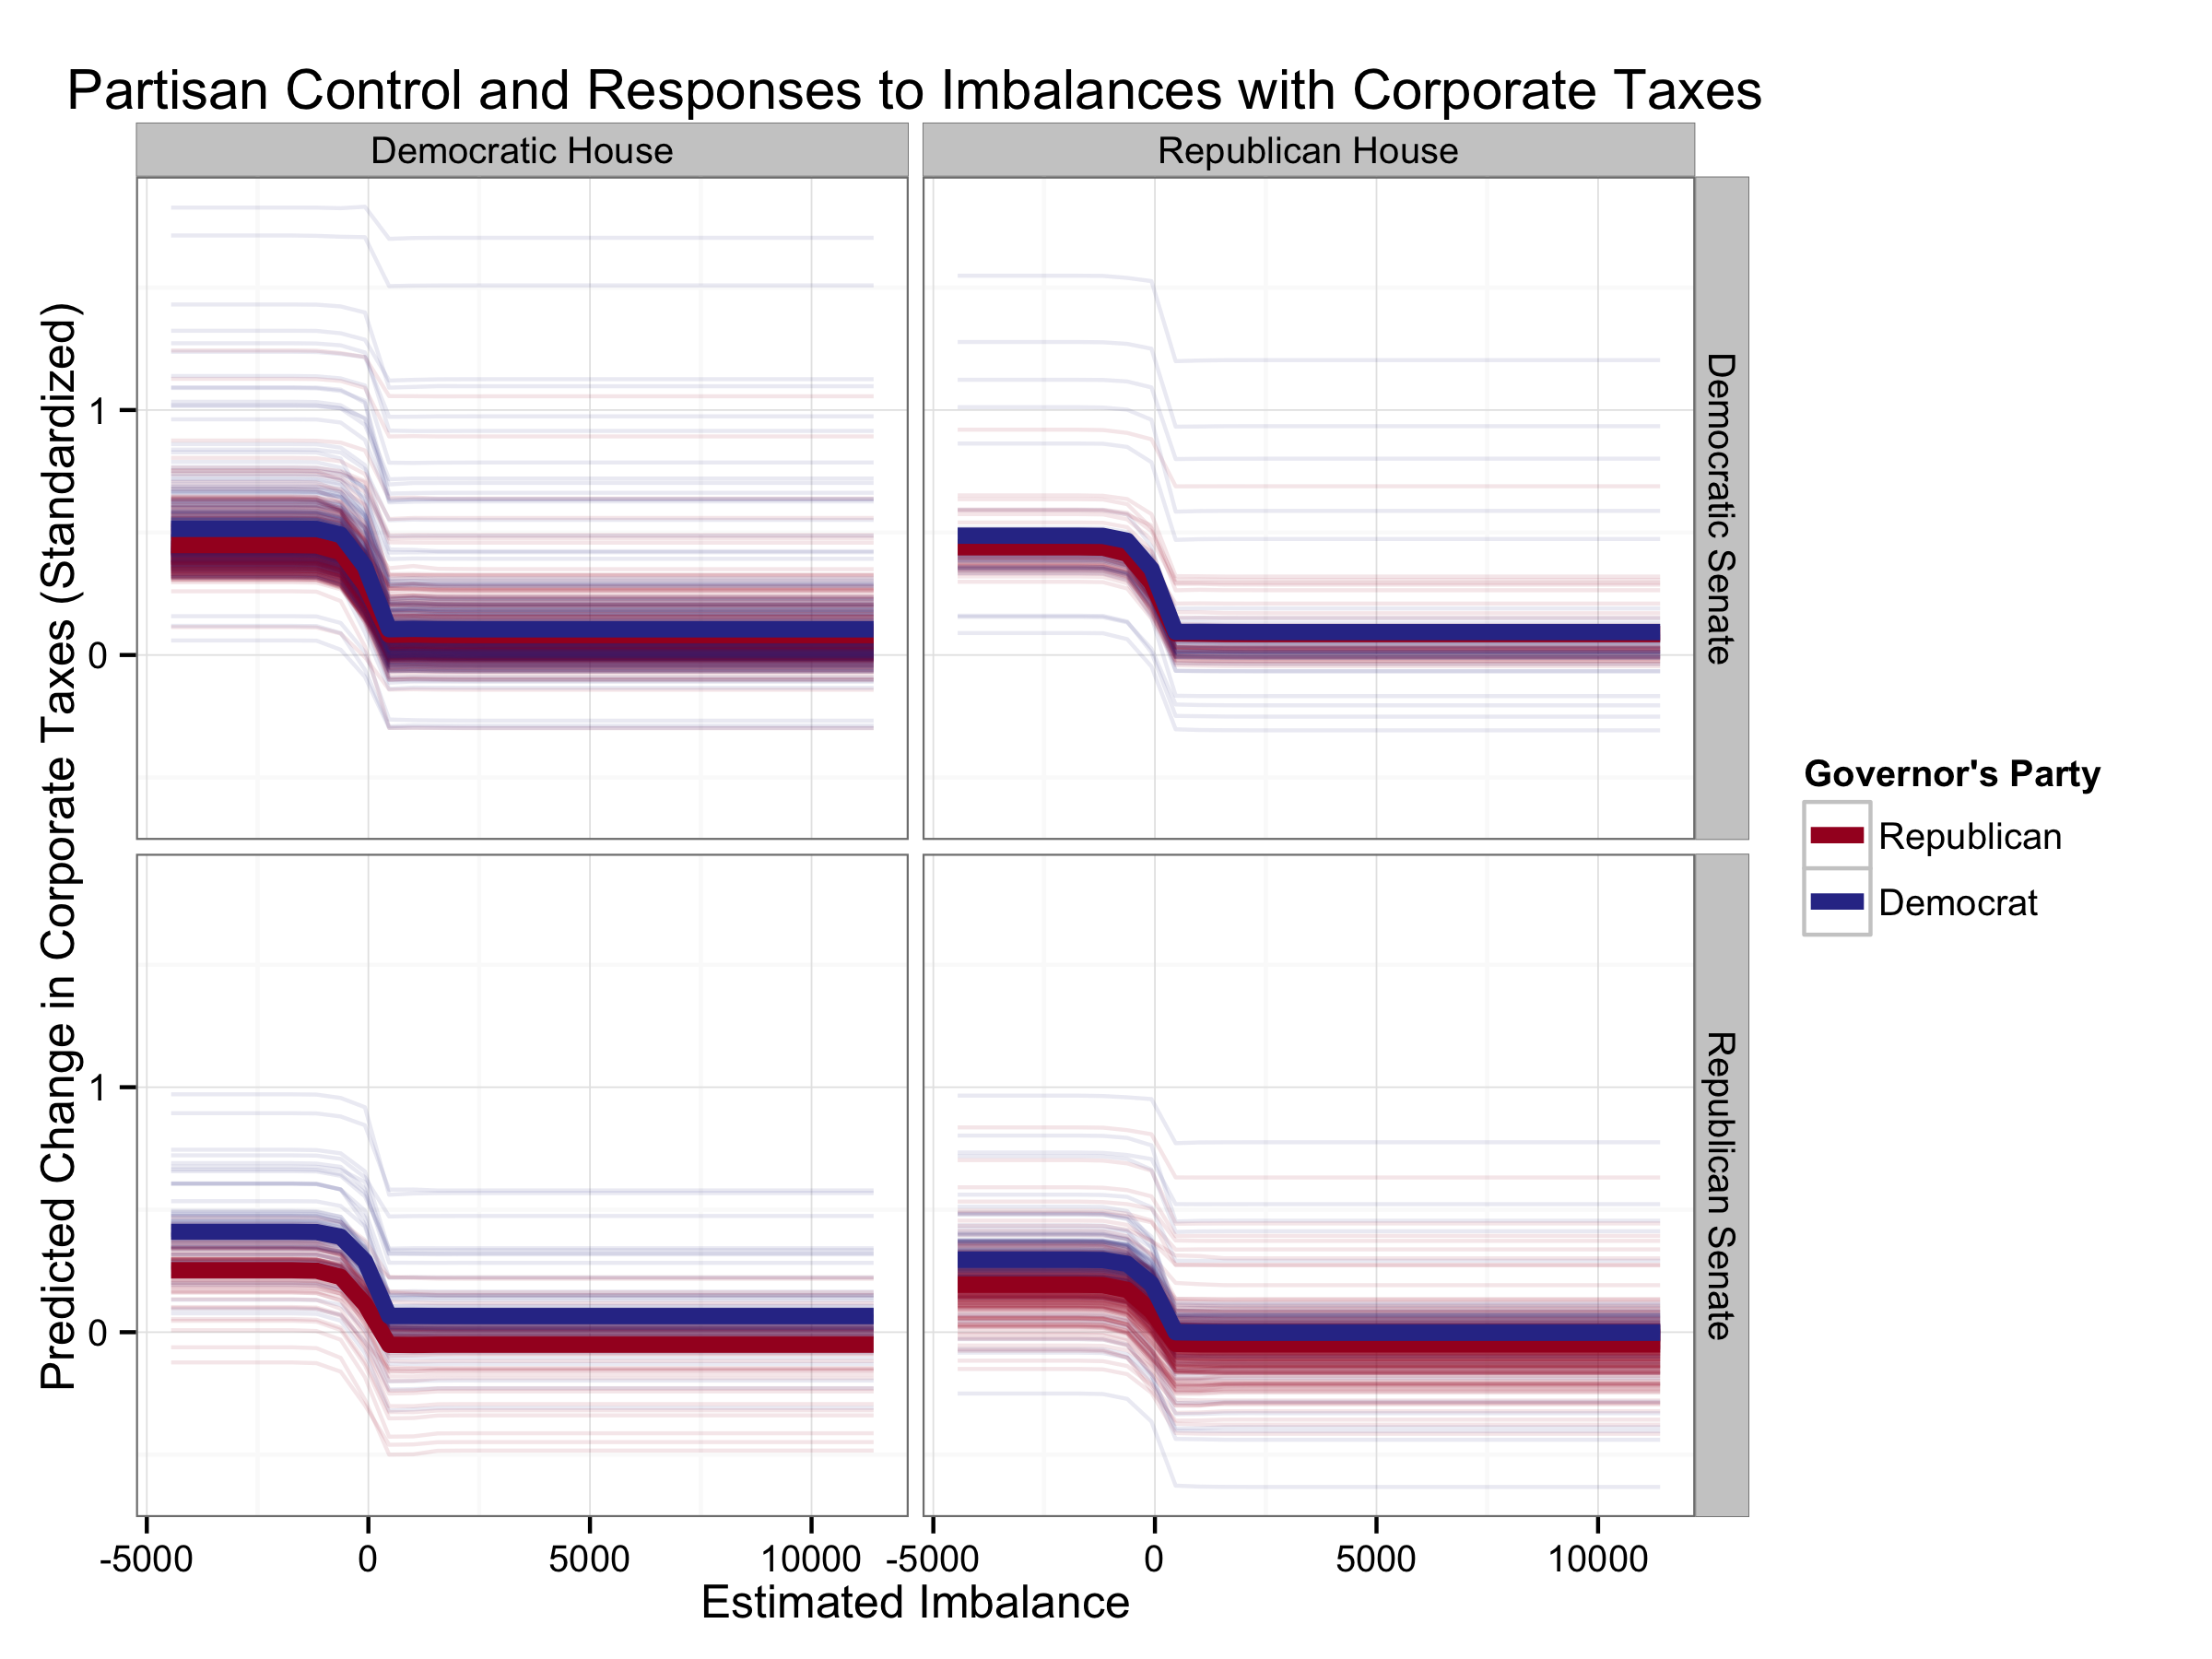 Partisan Control and Responses to Imbalances with Corporate Taxes
Democratic House
Republican House
Democratic Senate
Republican Senate
Predicted Change in Corporate Taxes (Standardized)
1
0
1
0
-5000
0
5000
10000
-5000
0
5000
10000
Estimated Imbalance
Governor's Party
Republican
Democrat